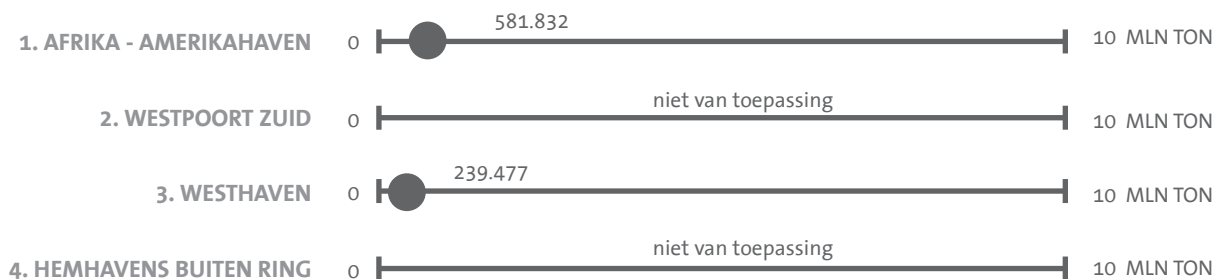 581.832
1. AFRIKA - AMERIKAHAVEN 0 10 MLN TON
niet van toepassing
2. WESTPOORT ZUID 0 10 MLN TON
239.477
3. WESTHAVEN 0 10 MLN TON
niet van toepassing
4. HEMHAVENS BUITEN RING 0 10 MLN TON